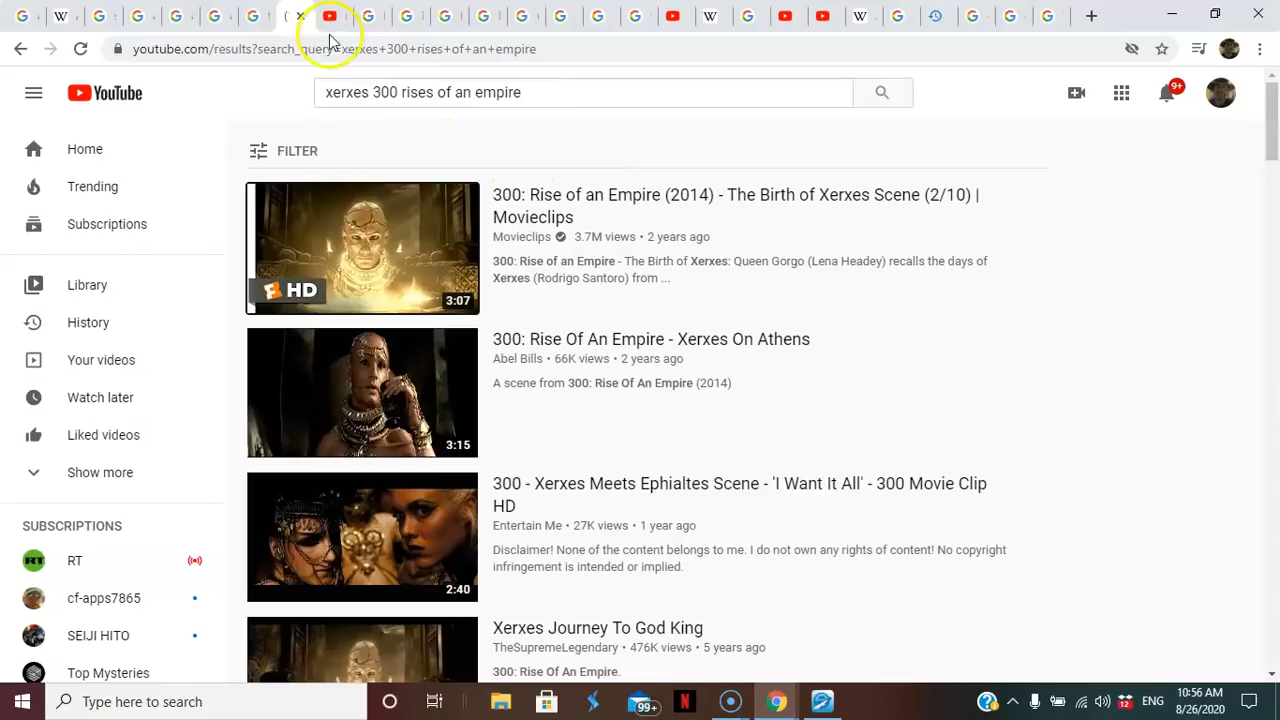 youtube.com/results?search_query=xerxes+300+rises+of+an+empire
YouTube
xerxes 300 rises of an empire
9+
Home
Trending
Subscriptions
Library
History
Your videos
Watch later
Liked videos
Show more
SUBSCRIPTIONS
RT
cf-apps7865
SEIJI HITO
Top Mysteries
FILTER
HD
3:07
300: Rise of an Empire (2014) - The Birth of Xerxes Scene (2/10) |
Movieclips
Movieclips 3.7M views • 2 years ago
300: Rise of an Empire - The Birth of Xerxes: Queen Gorgo (Lena Headey) recalls the days of
Xerxes (Rodrigo Santoro) from ...
3:15
300: Rise Of An Empire - Xerxes On Athens
Abel Bills • 66K views • 2 years ago
A scene from 300: Rise Of An Empire (2014)
2:40
300 - Xerxes Meets Ephialtes Scene - 'I Want It All' - 300 Movie Clip
HD
Entertain Me • 27K views • 1 year ago
Disclaimer! None of the content belongs to me. I do not own any rights of content! No copyright
infringement is intended or implied.
Xerxes Journey To God King
TheSupremeLegendary • 476K views • 5 years ago
300: Rise Of An Empire.
Type here to search
99+
12
ENG
10:56 AM
8/26/2020